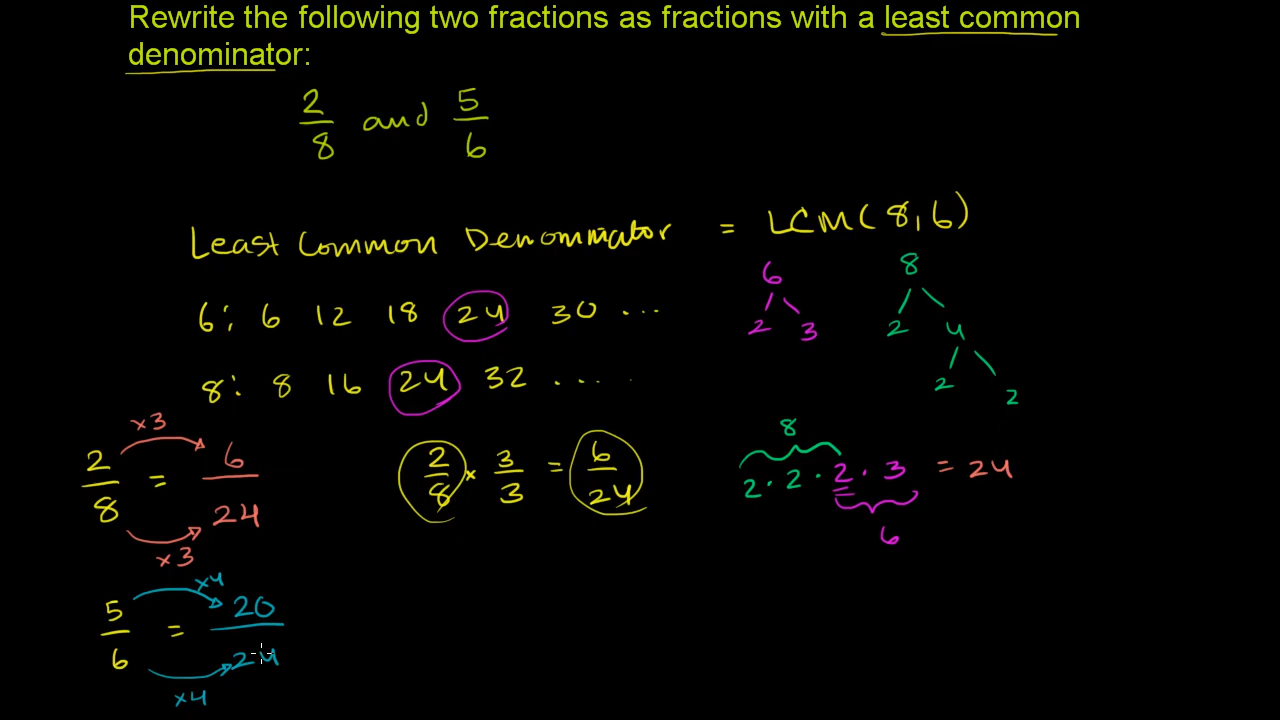 Rewrite the following two fractions as fractions with a least common
denominator:
2/8 and 5/6
Least Common Denominator = LCM(8,6)
6: 6 12 18 24 30 ...
8: 8 16 24 32 ....
6
2 3
8
2 4
2 2
×3
2/8 = 6/24
×3
2/8 × 3/3 = 6/24
8
2·2·2·3 = 24
6
×4
5/6 = 20/24
×4